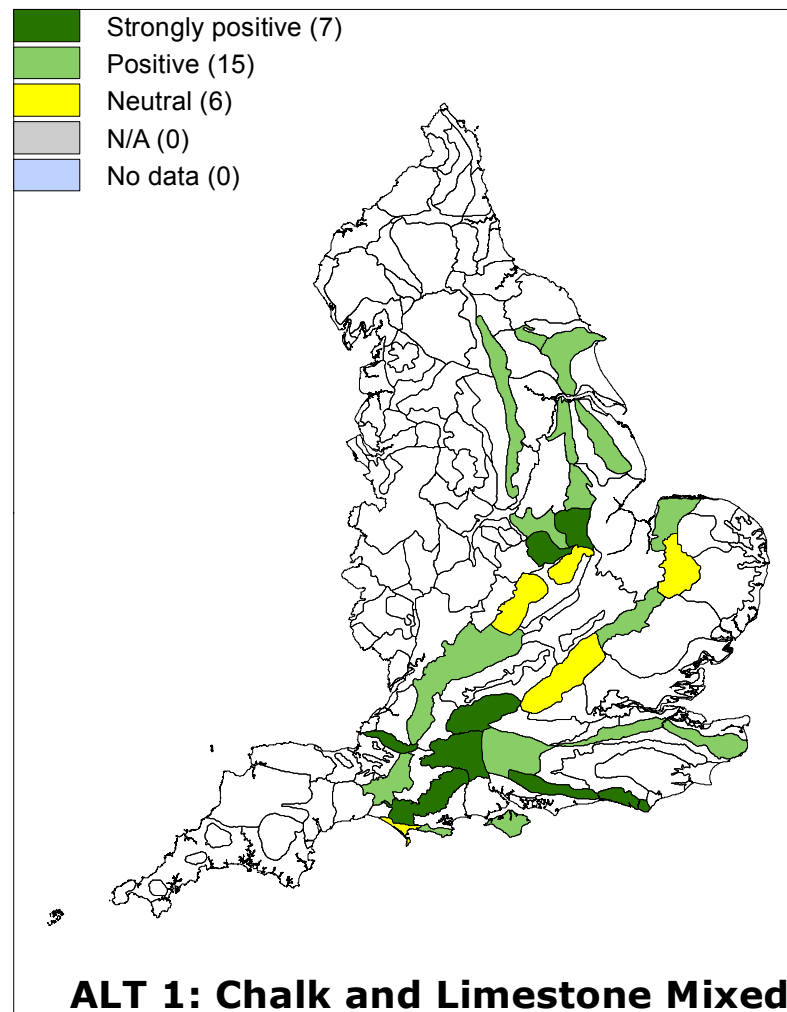 Strongly positive (7)
Positive (15)
Neutral (6)
N/A (0)
No data (0)
ALT 1: Chalk and Limestone Mixed